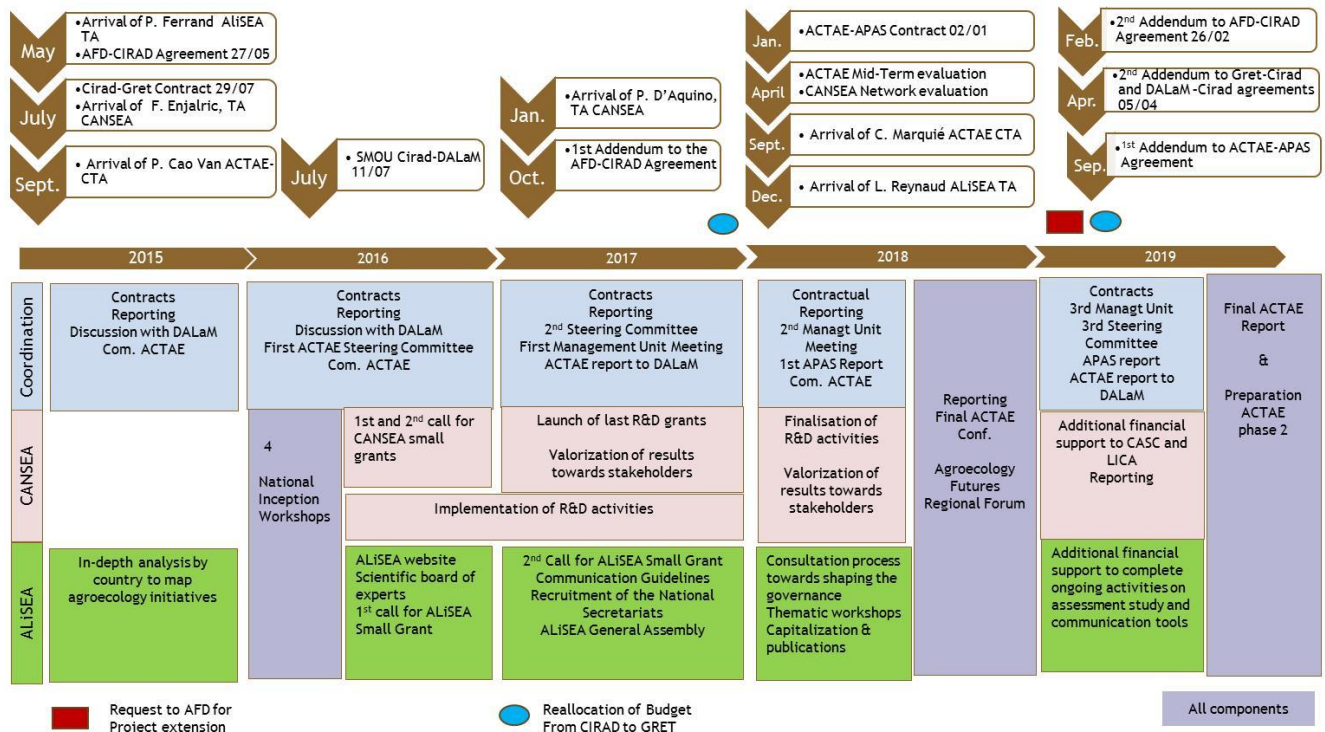 May
•Arrival of P. Ferrand AliSEA
TA
•AFD-CIRAD Agreement 27/05
July
•Cirad-Gret Contract 29/07
•Arrival of F. Enjalric, TA
CANSEA
Sept.
• Arrival of P. Cao Van ACTAE-
CTA
July
• SMOU Cirad-DALaM
11/07
Jan.
•Arrival of P. D'Aquino,
TA CANSEA
Oct.
•1st Addendum to the
AFD-CIRAD Agreement
Jan.
•ACTAE-APAS Contract 02/01
April
•ACTAE Mid-Term evaluation
•CANSEA Network evaluation
Sept.
• Arrival of C. Marquié ACTAE CTA
Dec.
• Arrival of L. Reynaud ALiSEA TA
Feb.
•2nd Addendum to AFD-CIRAD
Agreement 26/02
Apr.
•2nd Addendum to Gret-Cirad
and DALaM -Cirad agreements
05/04
Sep.
•1st Addendum to ACTAE-APAS
Agreement
2015
2016
2017
2018
2019
Coordination
Contracts
Reporting
Discussion with DALaM
Com. ACTAE
Contracts
Reporting
Discussion with DALaM
First ACTAE Steering Committee
Com. ACTAE
Contracts
Reporting
2nd Steering Committee
First Management Unit Meeting
ACTAE report to DALaM
Contractual
Reporting
2nd Managt Unit
Meeting
1st APAS Report
Com. ACTAE
Reporting
Final ACTAE
Conf.
Agroecology
Futures
Regional Forum
Contracts
3rd Managt Unit
3rd Steering
Committee
APAS report
ACTAE report to
DALaM
Final ACTAE
Report
&
Preparation
ACTAE
phase 2
CANSEA
4
National
Inception
Workshops
1st and 2nd call for
CANSEA small
grants
Launch of last R&D grants
Valorization of results
towards stakeholders
Implementation of R&D activities
Finalisation of
R&D activities
Valorization of
results towards
stakeholders
Additional financial
support to CASC and
LICA
Reporting
ALiSEA
In-depth analysis by
country to map
agroecology initiatives
ALiSEA website
Scientific board of
experts
1st call for ALiSEA
Small Grant
2nd Call for ALiSEA Small Grant
Communication Guidelines
Recruitment of the National
Secretariats
ALiSEA General Assembly
Consultation process
towards shaping the
governance
Thematic workshops
Capitalization &
publications
Additional financial
support to complete
ongoing activities on
assessment study and
communication tools
Request to AFD for
Project extension
Reallocation of Budget
From CIRAD to GRET
All components